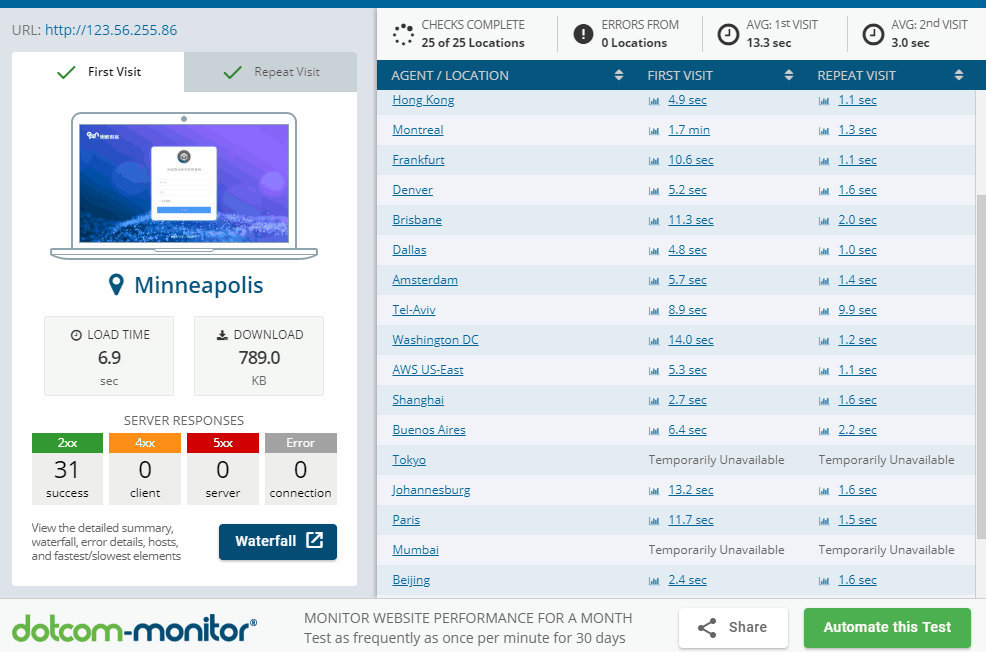 URL: http://123.56.255.86
First Visit
Repeat Visit
Minneapolis
LOAD TIME
6.9
sec
DOWNLOAD
789.0
KB
SERVER RESPONSES
2xx 4xx 5xx Error
31 0 0 0
success client server connection
View the detailed summary,
waterfall, error details, hosts,
and fastest/slowest elements
Waterfall
CHECKS COMPLETE
25 of 25 Locations
ERRORS FROM
0 Locations
AVG: 1st VISIT
13.3 sec
AVG: 2nd VISIT
3.0 sec
AGENT / LOCATION FIRST VISIT REPEAT VISIT
Hong Kong 4.9 sec 1.1 sec
Montreal 1.7 min 1.3 sec
Frankfurt 10.6 sec 1.1 sec
Denver 5.2 sec 1.6 sec
Brisbane 11.3 sec 2.0 sec
Dallas 4.8 sec 1.0 sec
Amsterdam 5.7 sec 1.4 sec
Tel-Aviv 8.9 sec 9.9 sec
Washington DC 14.0 sec 1.2 sec
AWS US-East 5.3 sec 1.1 sec
Shanghai 2.7 sec 1.6 sec
Buenos Aires 6.4 sec 2.2 sec
Tokyo Temporarily Unavailable Temporarily Unavailable
Johannesburg 13.2 sec 1.6 sec
Paris 11.7 sec 1.5 sec
Mumbai Temporarily Unavailable Temporarily Unavailable
Beijing 2.4 sec 1.6 sec
dotcom-monitor®
MONITOR WEBSITE PERFORMANCE FOR A MONTH
Test as frequently as once per minute for 30 days
Share
Automate this Test